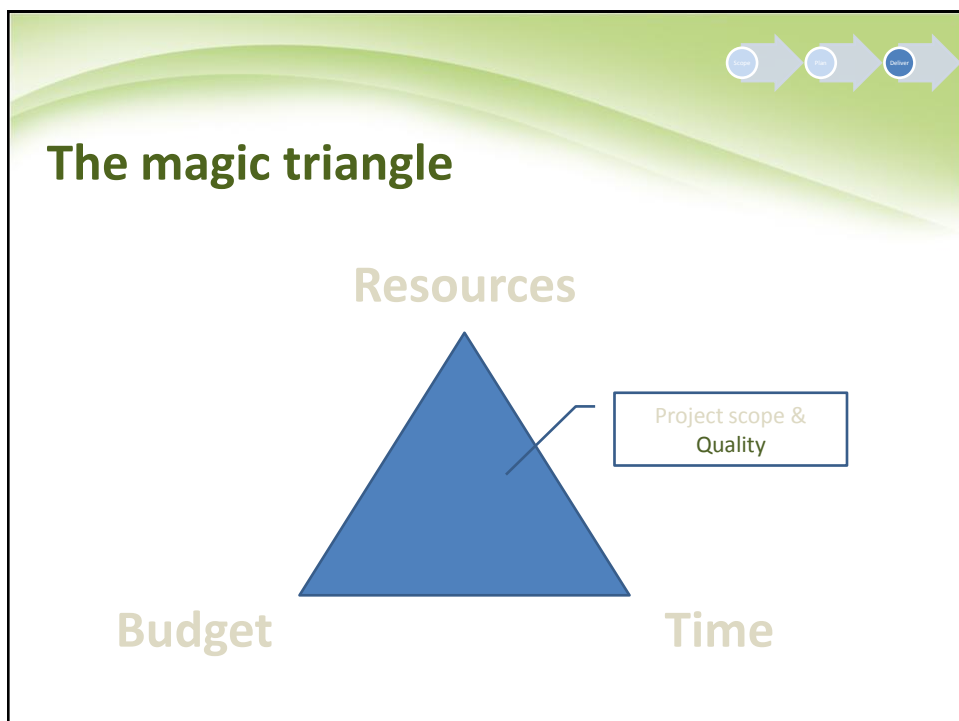 Scope
Plan
Deliver
The magic triangle
Resources
Project scope &
Quality
Budget
Time